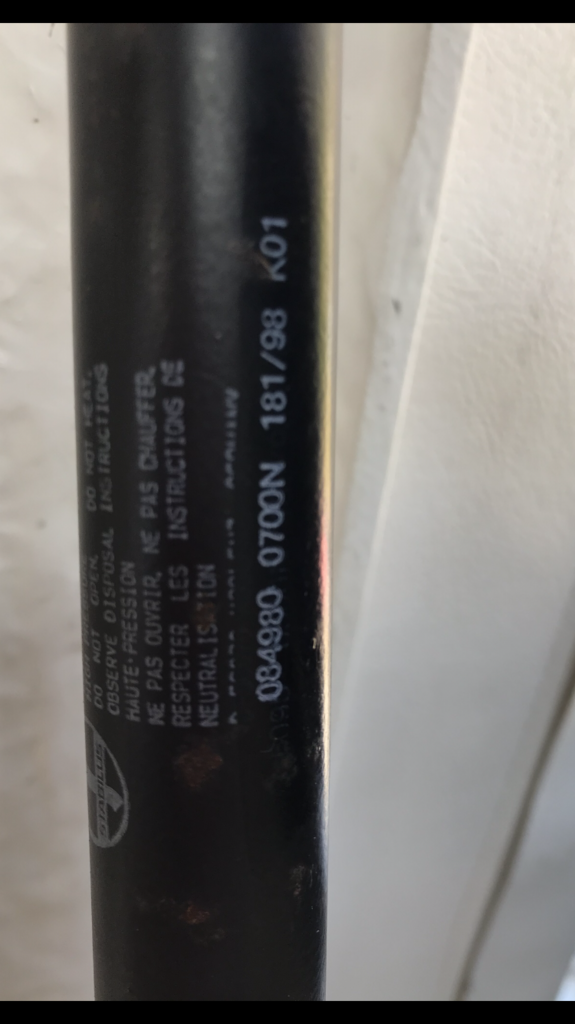 STABILUS
DO NOT HEAT.
DO NOT OPEN.
OBSERVE DISPOSAL INSTRUCTIONS
HAUTE-PRESSION
NE PAS OUVRIR, NE PAS CHAUFFER,
RESPECTER LES INSTRUCTIONS DE
NEUTRALISATION
084980 0700N 181/98 K01